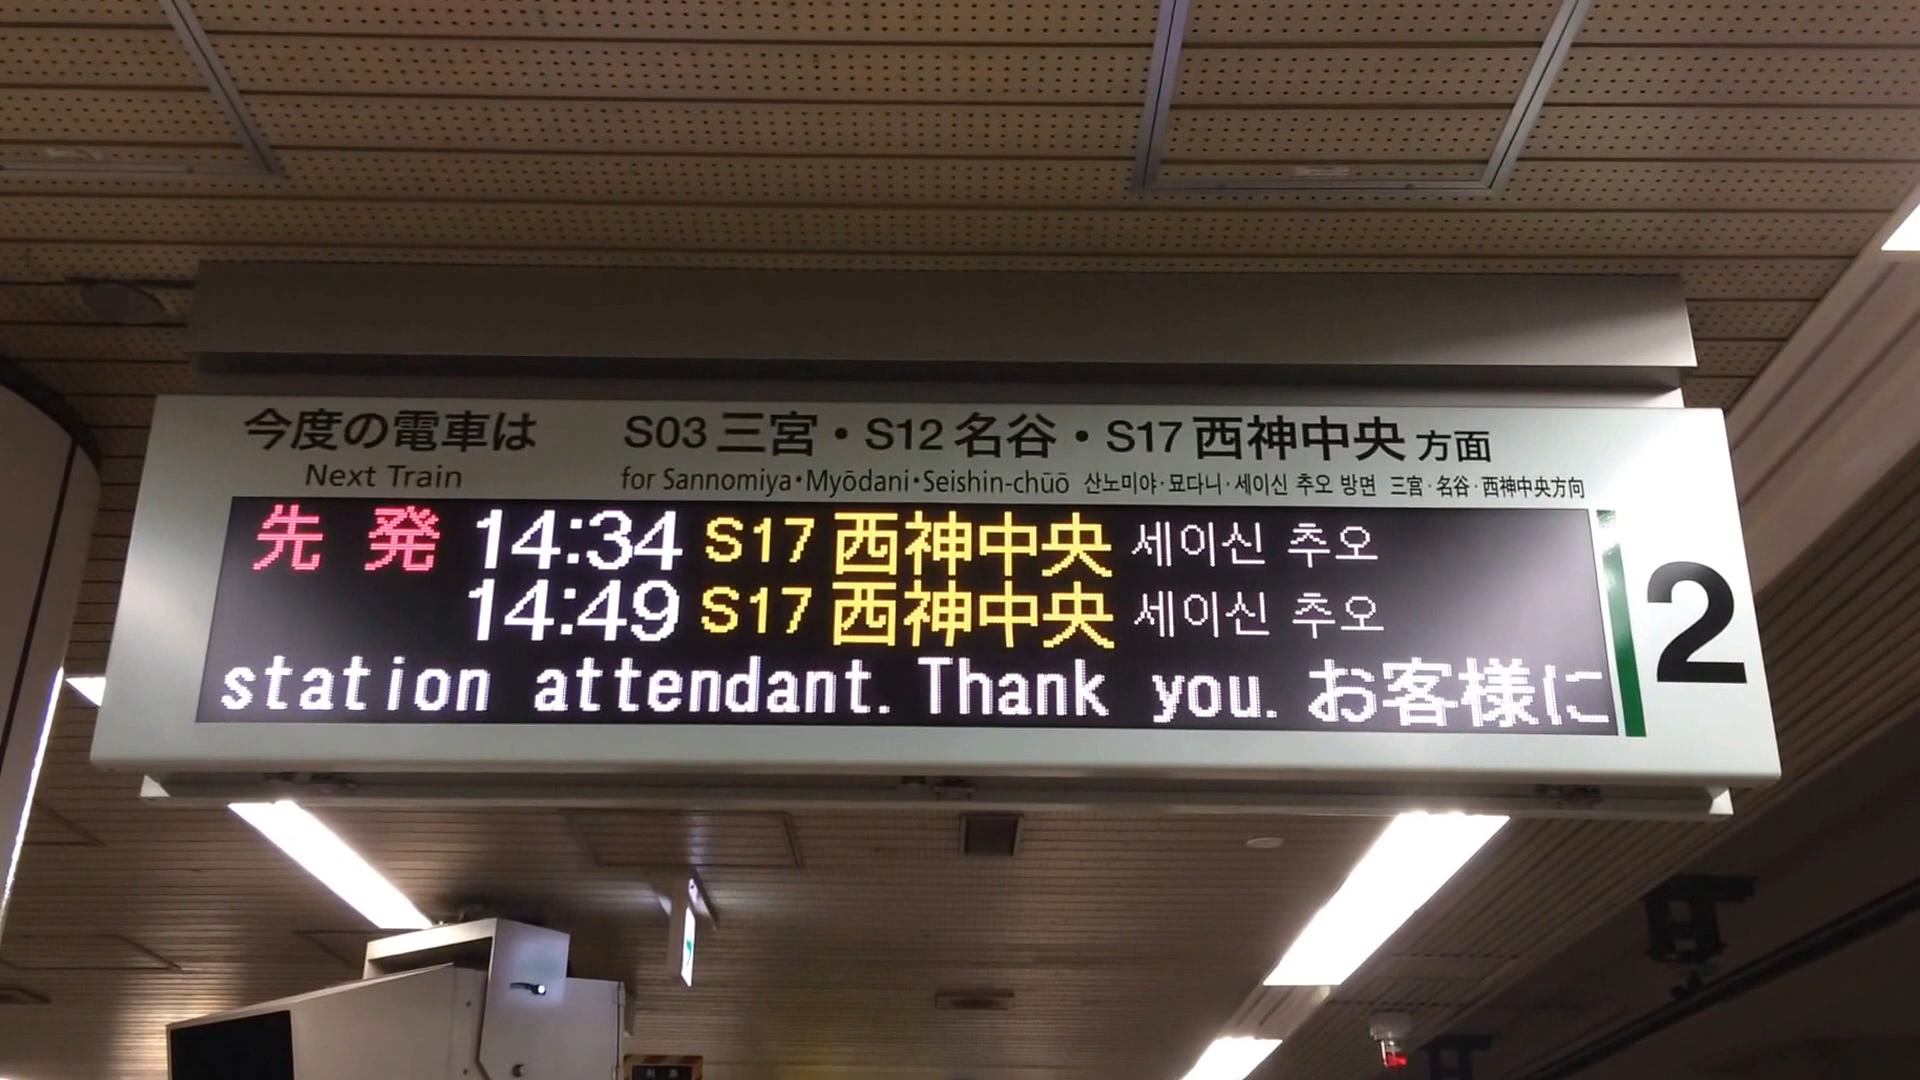 今度の電車は S03 三宮・S12 名谷・S17 西神中央 方面
Next Train for Sannomiya・Myōdani・Seishin-chūō 산노미야·묘다니·세이신 추오 방면 三宮·名谷·西神中央方向
先 発 14:34 S17 西神中央 세이신 추오
14:49 S17 西神中央 세이신 추오
station attendant. Thank you. お客様に
2